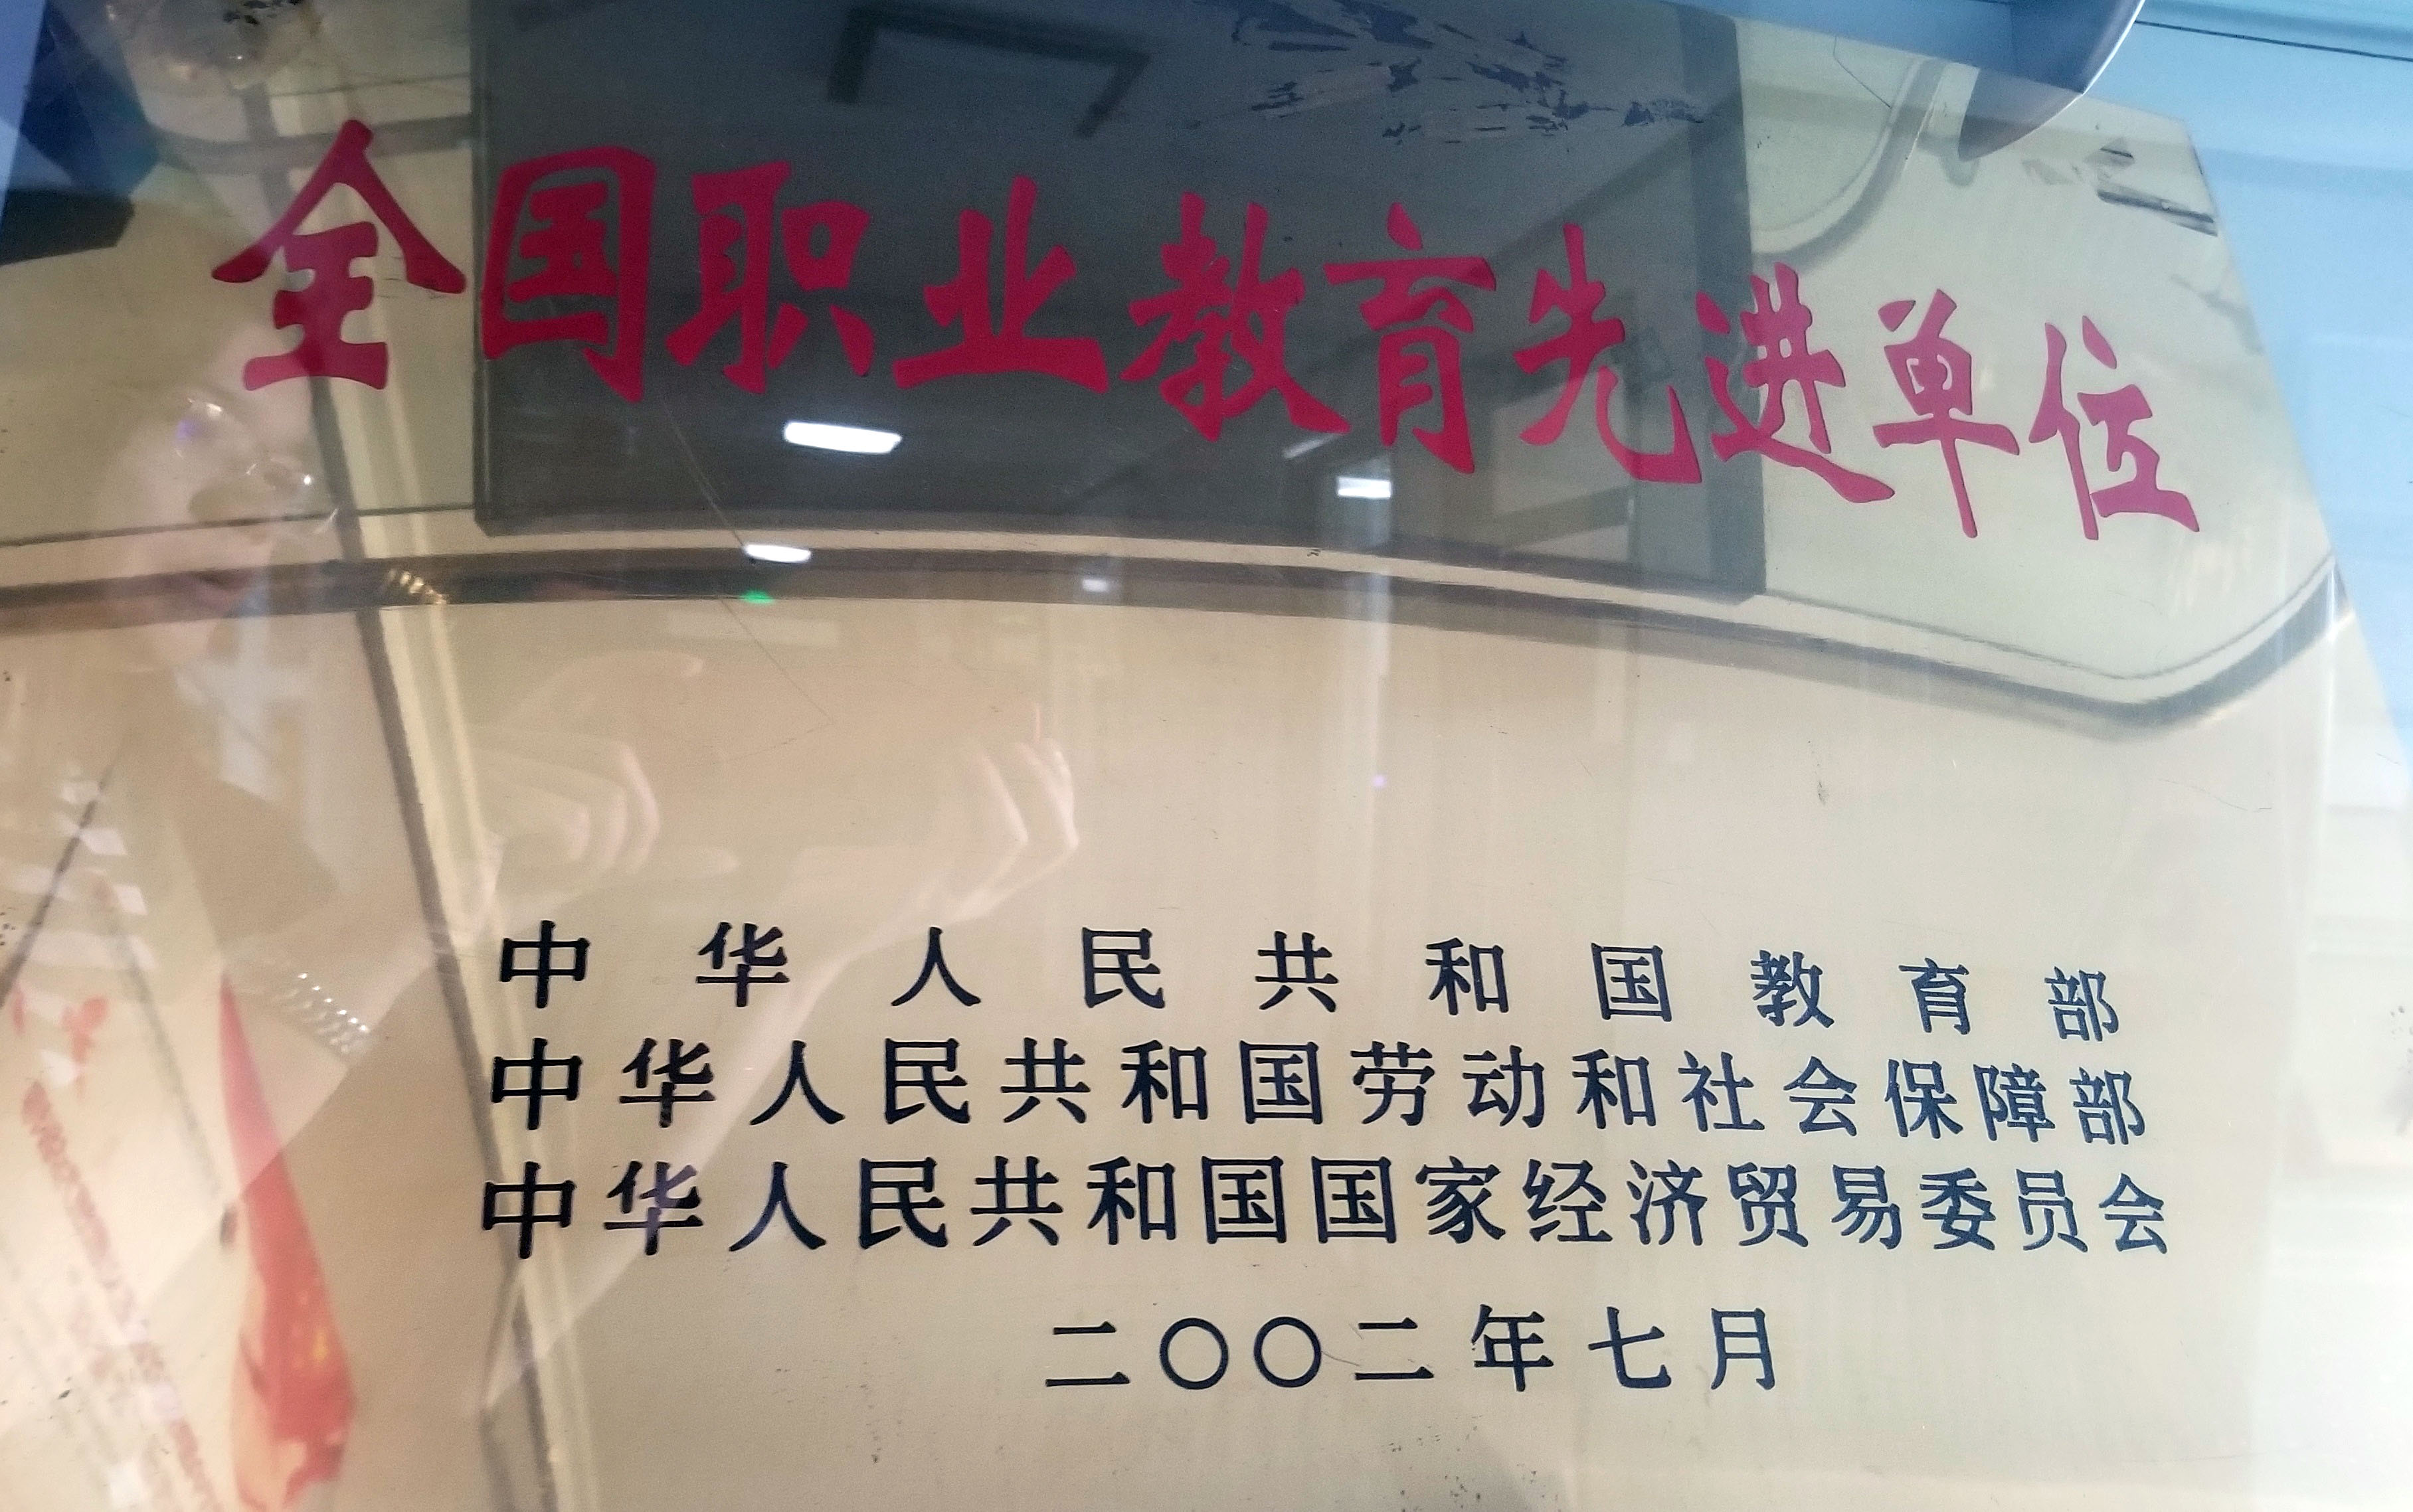 全国职业教育先进单位
中华人民共和国教育部
中华人民共和国劳动和社会保障部
中华人民共和国国家经济贸易委员会
二〇〇二年七月